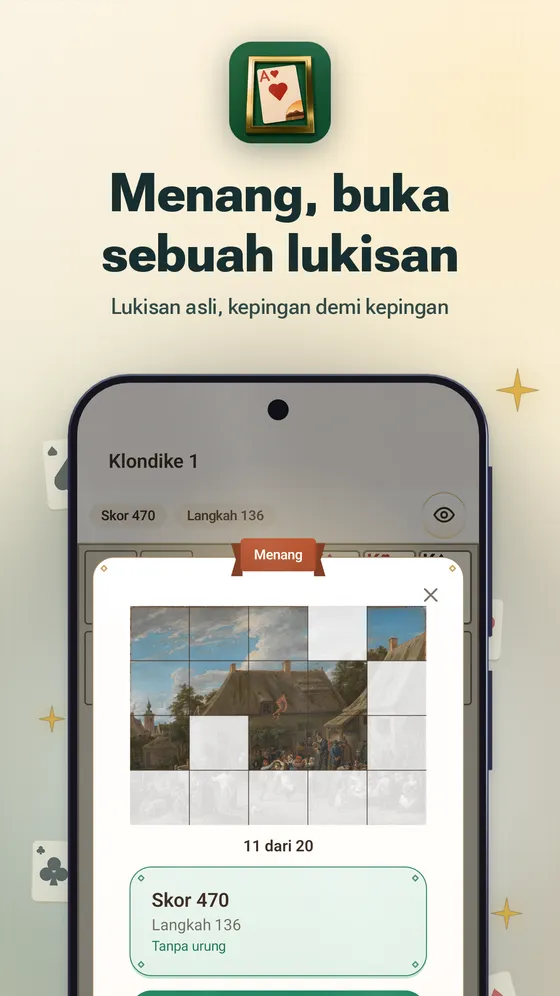 A
Menang, buka
sebuah lukisan
Lukisan asli, kepingan demi kepingan
Klondike 1
Skor 470
Langkah 136
Menang
11 dari 20
Skor 470
Langkah 136
Tanpa urung